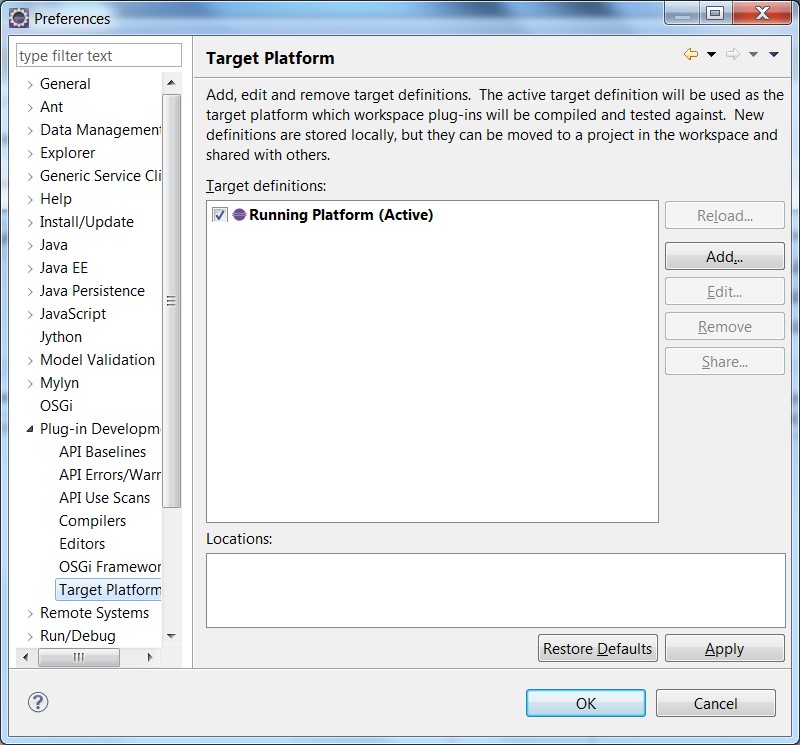 Preferences
type filter text
General
Ant
Data Management
Explorer
Generic Service Cli
Help
Install/Update
Java
Java EE
Java Persistence
JavaScript
Jython
Model Validation
Mylyn
OSGi
Plug-in Developm
API Baselines
API Errors/Warr
API Use Scans
Compilers
Editors
OSGi Framewor
Target Platform
Remote Systems
Run/Debug
Target Platform
Add, edit and remove target definitions.  The active target definition will be used as the
target platform which workspace plug-ins will be compiled and tested against.  New
definitions are stored locally, but they can be moved to a project in the workspace and
shared with others.
Target definitions:
Running Platform (Active)
Reload...
Add...
Edit...
Remove
Share...
Locations:
Restore Defaults
Apply
?
OK
Cancel